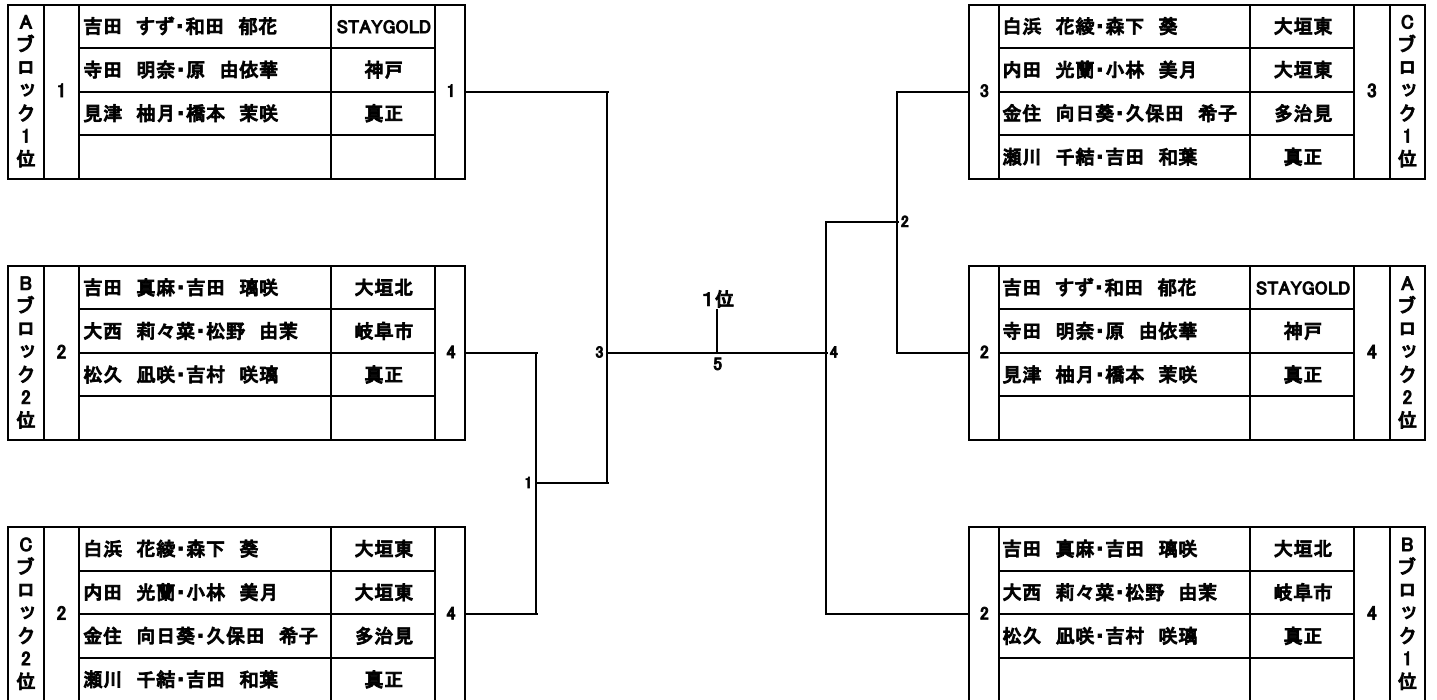 Aブロック1位
1
吉田 すず・和田 郁花 STAYGOLD
寺田 明奈・原 由依華 神戸
見津 柚月・橋本 茉咲 真正
1
Bブロック2位
2
吉田 真麻・吉田 璃咲 大垣北
大西 莉々菜・松野 由茉 岐阜市
松久 凪咲・吉村 咲璃 真正
4
Cブロック2位
2
白浜 花綾・森下 葵 大垣東
内田 光蘭・小林 美月 大垣東
金住 向日葵・久保田 希子 多治見
瀬川 千結・吉田 和葉 真正
4
1
3
1位
5
4
2
3
白浜 花綾・森下 葵 大垣東
内田 光蘭・小林 美月 大垣東
金住 向日葵・久保田 希子 多治見
瀬川 千結・吉田 和葉 真正
3
Cブロック1位
2
吉田 すず・和田 郁花 STAYGOLD
寺田 明奈・原 由依華 神戸
見津 柚月・橋本 茉咲 真正
4
Aブロック2位
2
吉田 真麻・吉田 璃咲 大垣北
大西 莉々菜・松野 由茉 岐阜市
松久 凪咲・吉村 咲璃 真正
4
Bブロック1位